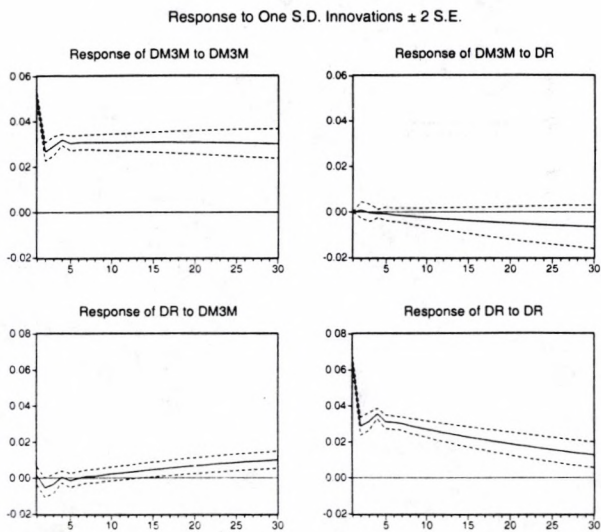 Response to One S.D. Innovations ± 2 S.E.
Response of DM3M to DM3M
Response of DM3M to DR
0.06
0.04
0.02
0.00
-0.02
5 10 15 20 25 30
0.06
0.04
0.02
0.00
-0.02
5 10 15 20 25 30
Response of DR to DM3M
Response of DR to DR
0.08
0.06
0.04
0.02
0.00
-0.02
5 10 15 20 25 30
0.08
0.06
0.04
0.02
0.00
-0.02
5 10 15 20 25 30